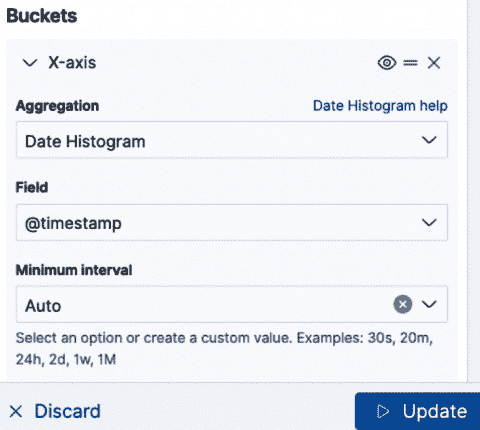 Buckets
X-axis
Aggregation Date Histogram help
Date Histogram
Field
@timestamp
Minimum interval
Auto
Select an option or create a custom value. Examples: 30s, 20m,
24h, 2d, 1w, 1M
Discard Update